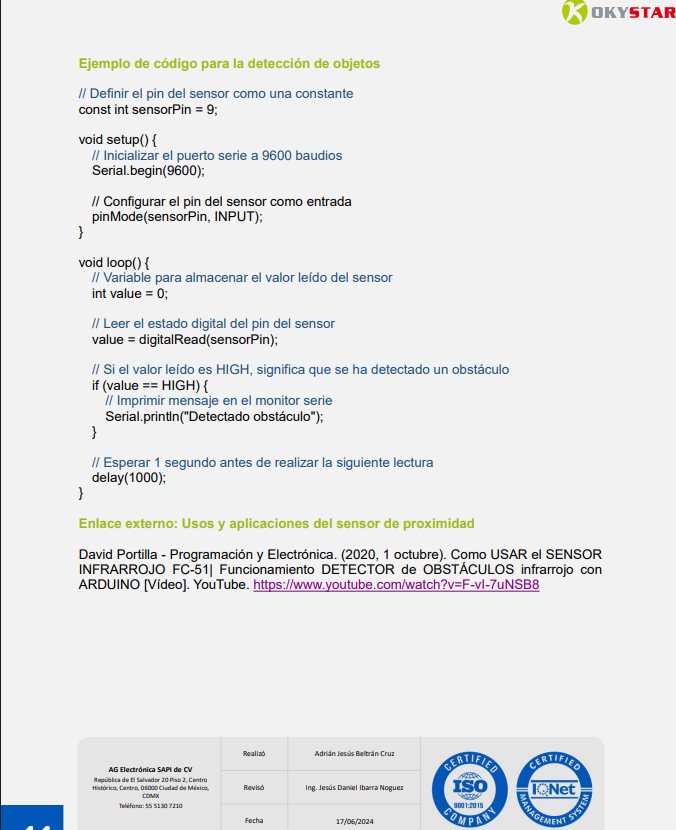 OKYSTAR
Ejemplo de código para la detección de objetos
// Definir el pin del sensor como una constante
const int sensorPin = 9;
void setup() {
// Inicializar el puerto serie a 9600 baudios
Serial.begin(9600);
// Configurar el pin del sensor como entrada
pinMode(sensorPin, INPUT);
}
void loop() {
// Variable para almacenar el valor leído del sensor
int value = 0;
// Leer el estado digital del pin del sensor
value = digitalRead(sensorPin);
// Si el valor leído es HIGH, significa que se ha detectado un obstáculo
if (value == HIGH) {
// Imprimir mensaje en el monitor serie
Serial.println("Detectado obstáculo");
}
// Esperar 1 segundo antes de realizar la siguiente lectura
delay(1000);
}
Enlace externo: Usos y aplicaciones del sensor de proximidad
David Portilla - Programación y Electrónica. (2020, 1 octubre). Como USAR el SENSOR
INFRARROJO FC-51| Funcionamiento DETECTOR de OBSTÁCULOS infrarrojo con
ARDUINO [Vídeo]. YouTube. https://www.youtube.com/watch?v=F-vI-7uNSB8
AG Electrónica SAPI de CV
República de El Salvador 20 Piso 2, Centro
Histórico, Centro, 06000 Ciudad de México,
CDMX
Teléfono: 55 5130 7210
Realizó
Adrián Jesús Beltrán Cruz
Revisó
Ing. Jesús Daniel Ibarra Noguez
Fecha
17/06/2024
CERTIFIED
ISO
9001:2015
COMPANY
CERTIFIED
IQNet
MANAGEMENT SYSTEM